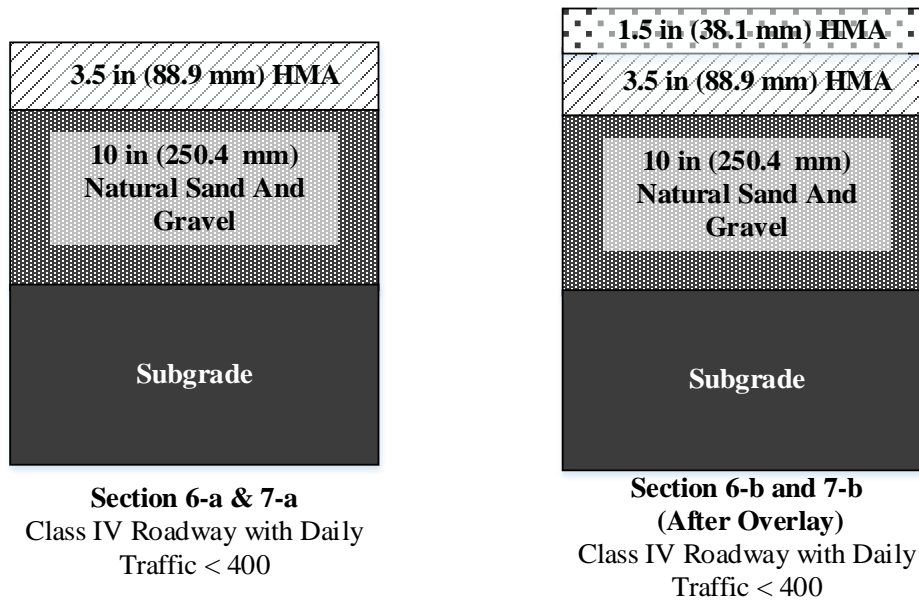 3.5 in (88.9 mm) HMA
10 in (250.4  mm)
Natural Sand And
Gravel
Subgrade
Section 6-a & 7-a
Class IV Roadway with Daily
Traffic < 400
1.5 in (38.1 mm) HMA
3.5 in (88.9 mm) HMA
10 in (250.4  mm)
Natural Sand And
Gravel
Subgrade
Section 6-b and 7-b
(After Overlay)
Class IV Roadway with Daily
Traffic < 400